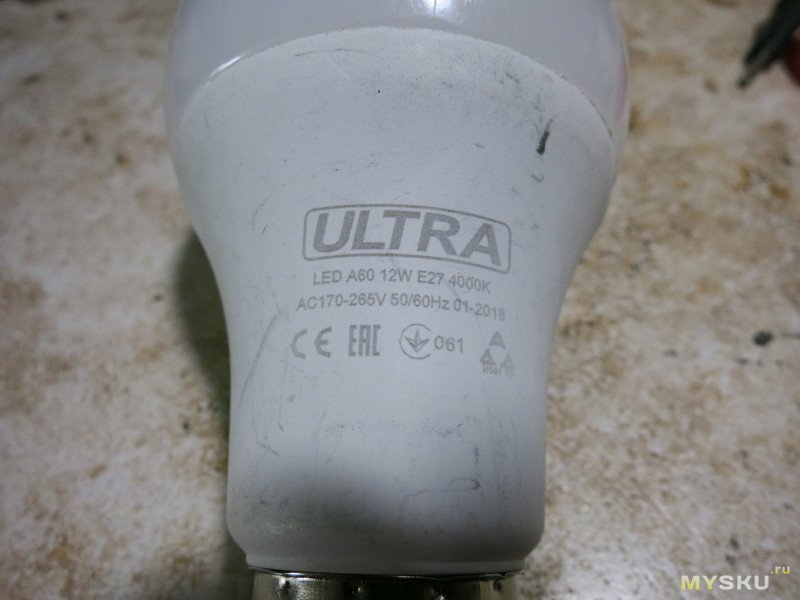 ULTRA
LED A60 12W E27 4000K
AC170-265V 50/60Hz 01-2018
CE EAC 061
MYSKU.ru